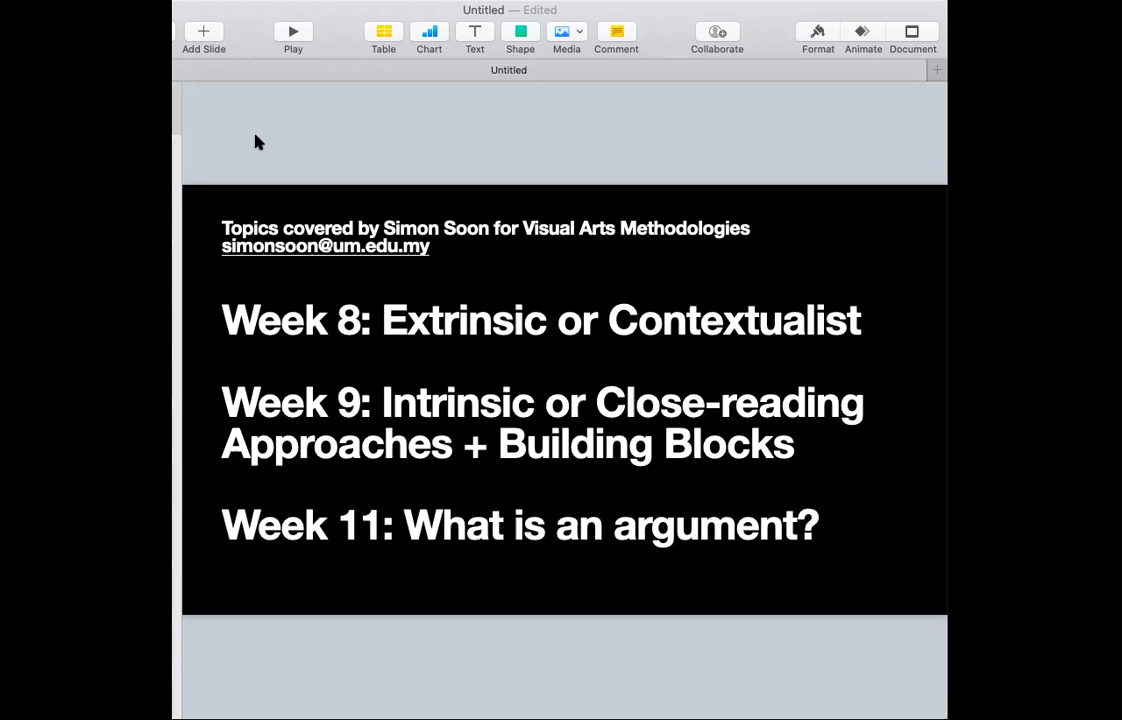 Untitled — Edited
Add Slide Play Table Chart Text Shape Media Comment Collaborate Format Animate Document
Untitled
Topics covered by Simon Soon for Visual Arts Methodologies
simonsoon@um.edu.my
Week 8: Extrinsic or Contextualist
Week 9: Intrinsic or Close-reading
Approaches + Building Blocks
Week 11: What is an argument?